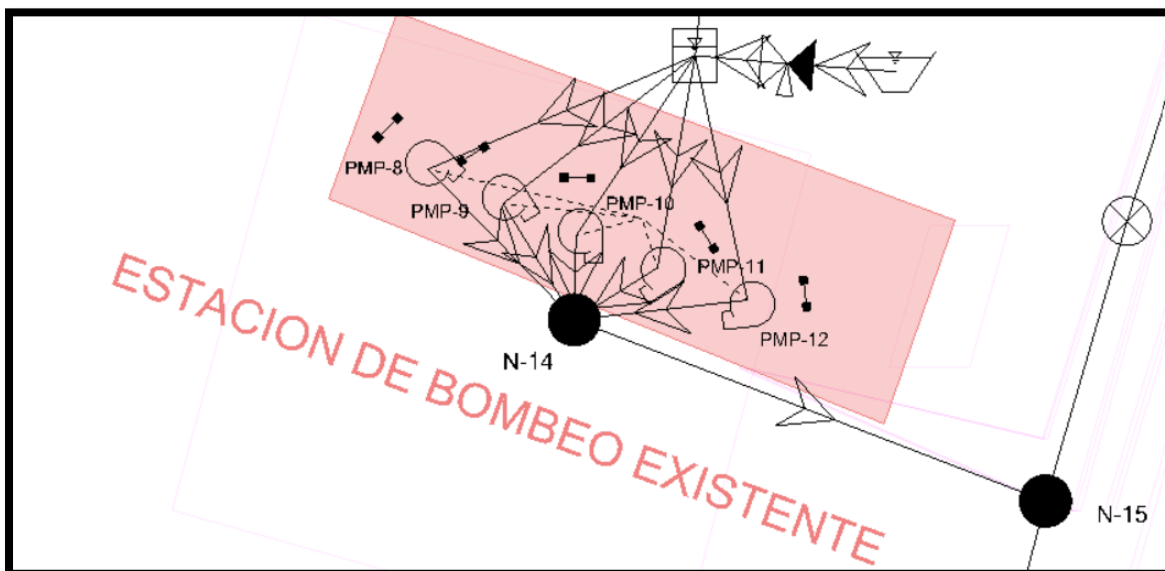 PMP-8
PMP-9
PMP-10
PMP-11
PMP-12
N-14
ESTACION DE BOMBEO EXISTENTE
N-15